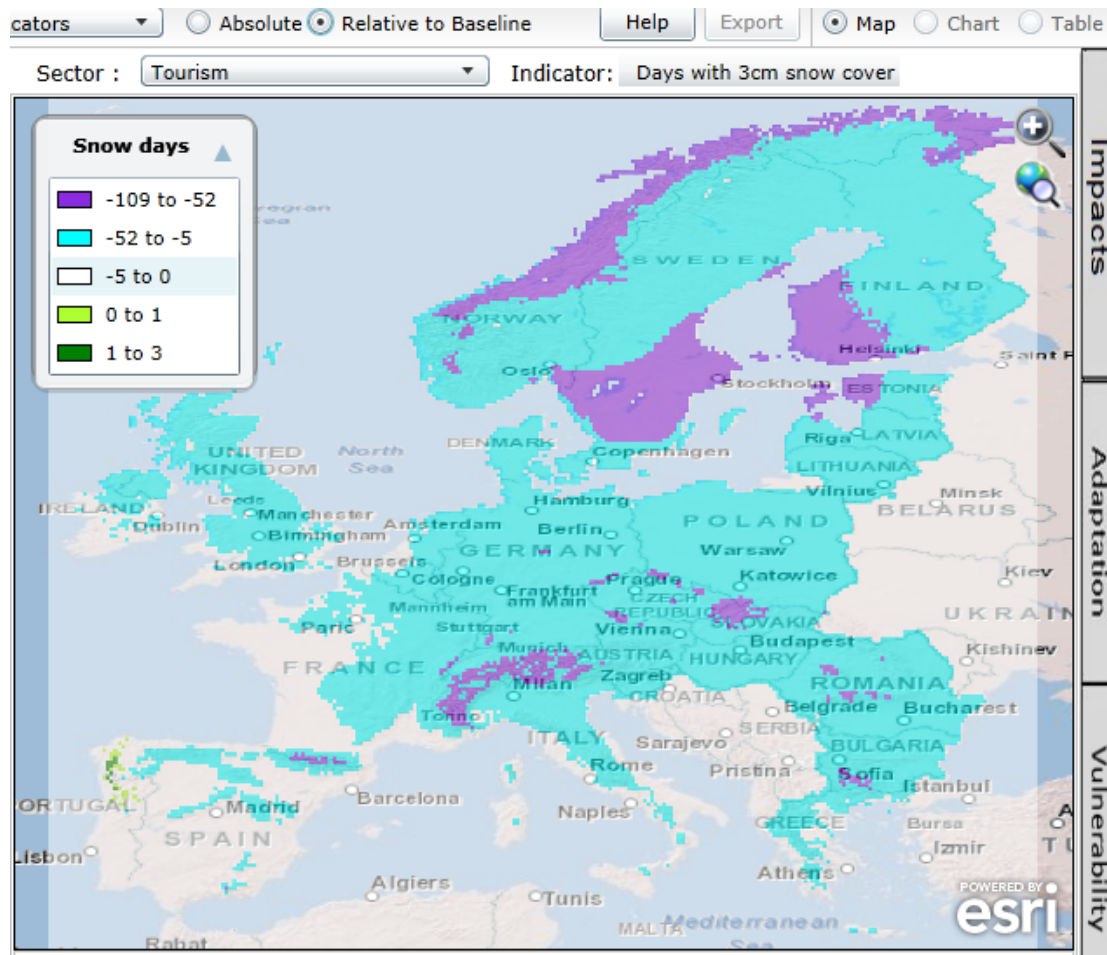 cators Absolute Relative to Baseline Help Export Map Chart Table
Sector : Tourism Indicator: Days with 3cm snow cover
Snow days
-109 to -52
-52 to -5
-5 to 0
0 to 1
1 to 3
Impacts
Adaptation
Vulnerability
egian
Sea
SWEDEN
FINLAND
NORWAY
Helsinki
Saint P
Oslo
Stockholm
ESTONIA
DENMARK
Riga
LATVIA
UNITED
KINGDOM
North
Sea
Copenhagen
LITHUANIA
Vilnius
Minsk
BELARUS
IRELAND
Dublin
Leeds
Manchester
Birmingham
London
Amsterdam
Hamburg
Berlin
POLAND
Warsaw
GERMANY
Brussels
Cologne
Frankfurt
am Main
Prague
CZECH
REPUBLIC
Katowice
Kiev
UKRAIN
Mannheim
Stuttgart
Paris
Vienna
SLOVAKIA
Budapest
Kishinev
FRANCE
Munich
AUSTRIA
HUNGARY
Milan
Zagreb
ROMANIA
CROATIA
Belgrade
Bucharest
Torino
ITALY
Sarajevo
SERBIA
BULGARIA
Rome
Pristina
Sofia
Istanbul
Barcelona
ORTUGAL
Madrid
Naples
GREECE
Bursa
A
SPAIN
Lisbon
Izmir
TU
Algiers
Tunis
Athens
POWERED BY
esri
MALTA
Mediterranean
Sea
Rabat